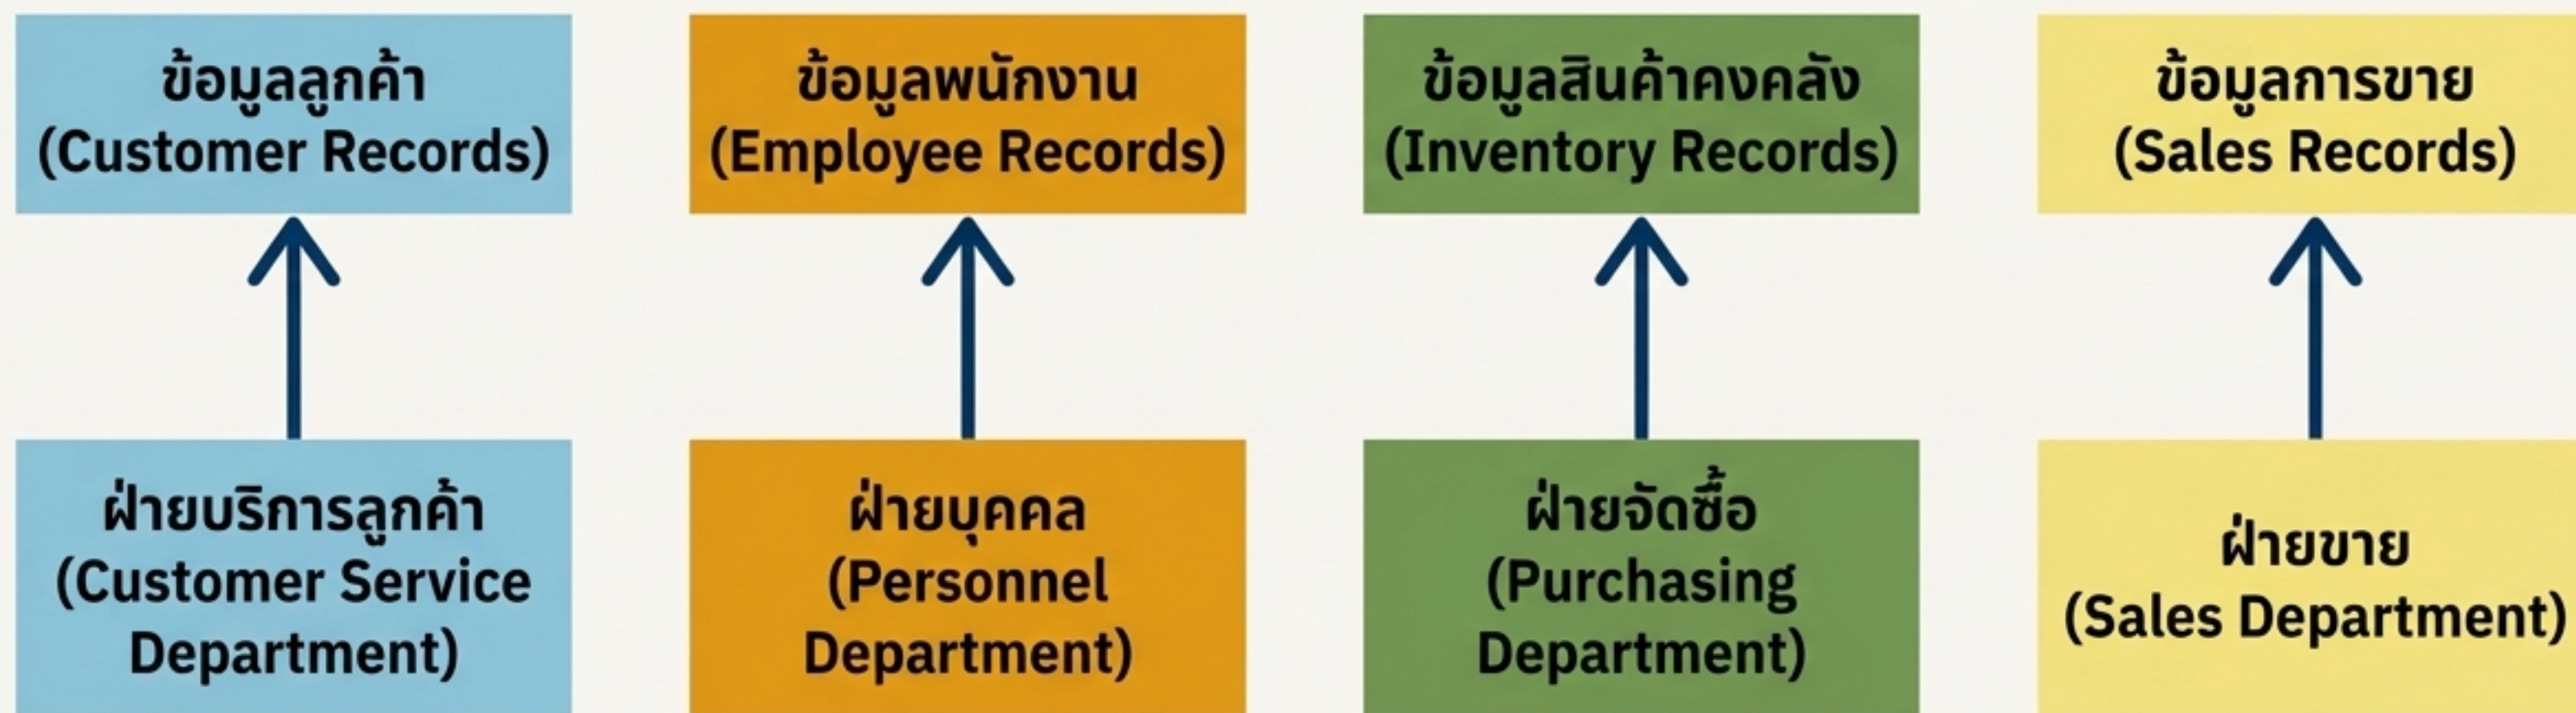 ข้อมูลลูกค้า
(Customer Records)
ข้อมูลพนักงาน
(Employee Records)
ข้อมูลสินค้าคงคลัง
(Inventory Records)
ข้อมูลการขาย
(Sales Records)
ฝ่ายบริการลูกค้า
(Customer Service
Department)
ฝ่ายบุคคล
(Personnel
Department)
ฝ่ายจัดซื้อ
(Purchasing
Department)
ฝ่ายขาย
(Sales Department)